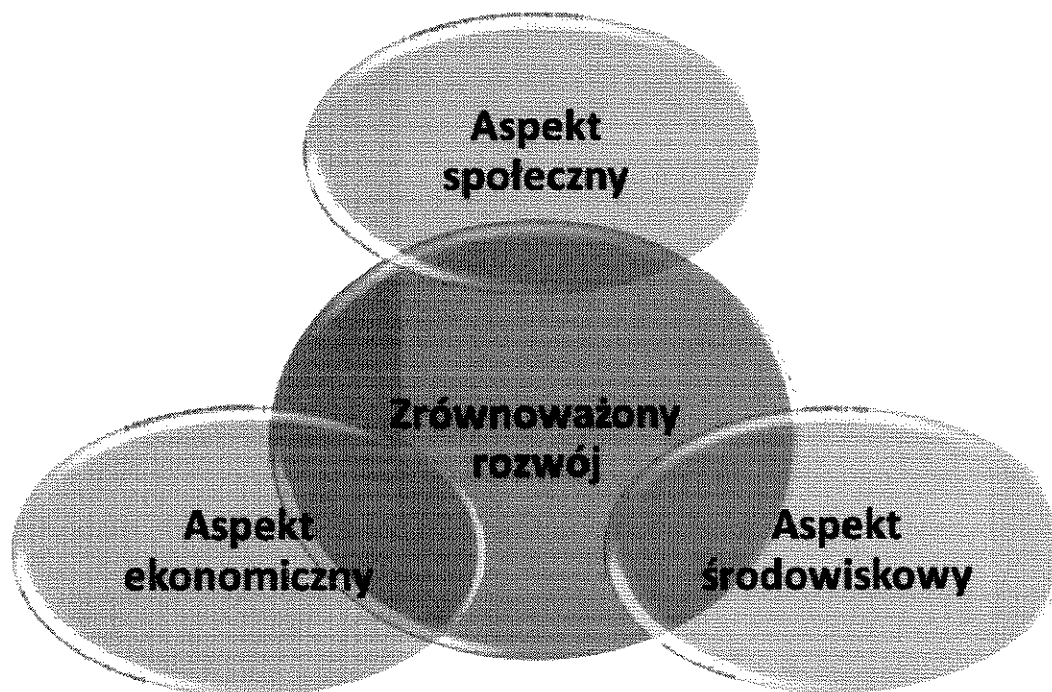 Aspekt
społeczny
Zrównoważony
rozwój
Aspekt
ekonomiczny
Aspekt
środowiskowy